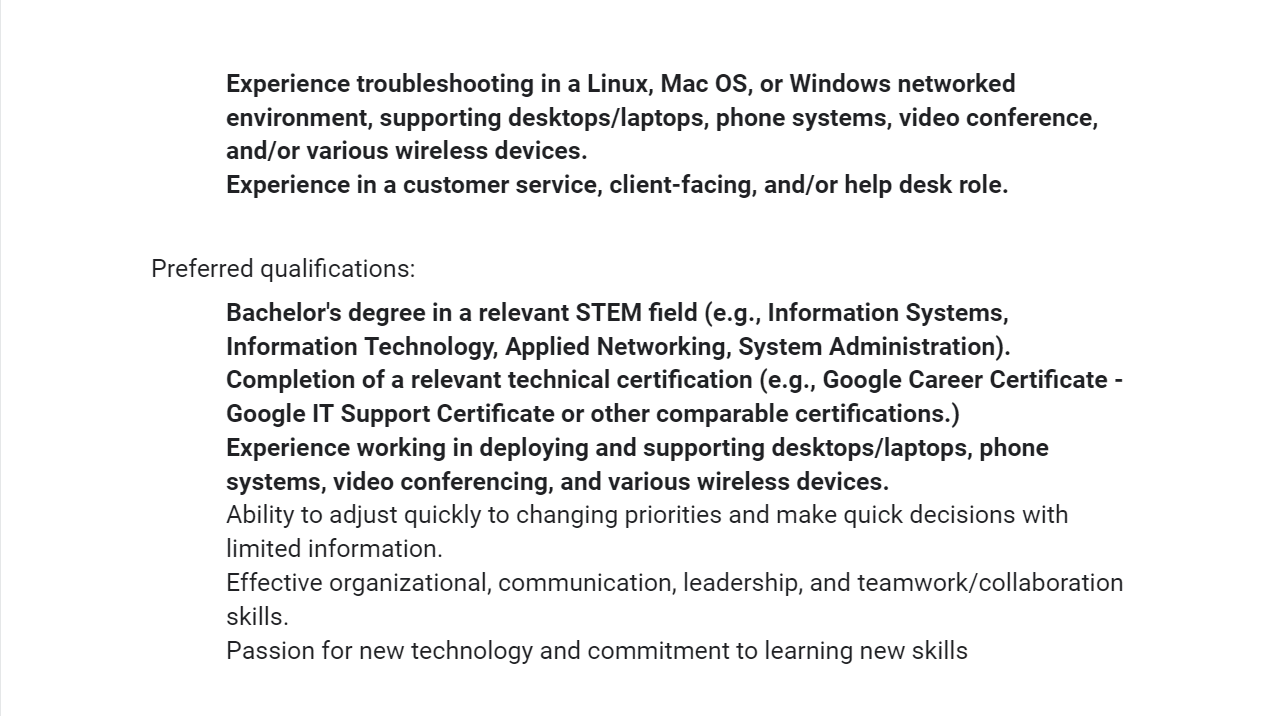 Experience troubleshooting in a Linux, Mac OS, or Windows networked
environment, supporting desktops/laptops, phone systems, video conference,
and/or various wireless devices.
Experience in a customer service, client-facing, and/or help desk role.
Preferred qualifications:
Bachelor's degree in a relevant STEM field (e.g., Information Systems,
Information Technology, Applied Networking, System Administration).
Completion of a relevant technical certification (e.g., Google Career Certificate -
Google IT Support Certificate or other comparable certifications.)
Experience working in deploying and supporting desktops/laptops, phone
systems, video conferencing, and various wireless devices.
Ability to adjust quickly to changing priorities and make quick decisions with
limited information.
Effective organizational, communication, leadership, and teamwork/collaboration
skills.
Passion for new technology and commitment to learning new skills